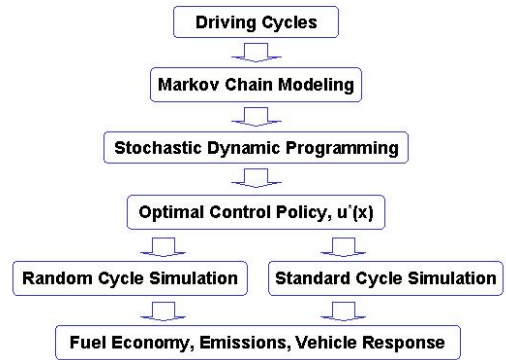 Driving Cycles
Markov Chain Modeling
Stochastic Dynamic Programming
Optimal Control Policy, u*(x)
Random Cycle Simulation
Standard Cycle Simulation
Fuel Economy, Emissions, Vehicle Response